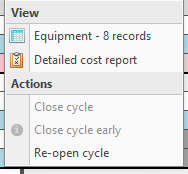 View
Equipment - 8 records
Detailed cost report
Actions
Close cycle
Close cycle early
Re-open cycle